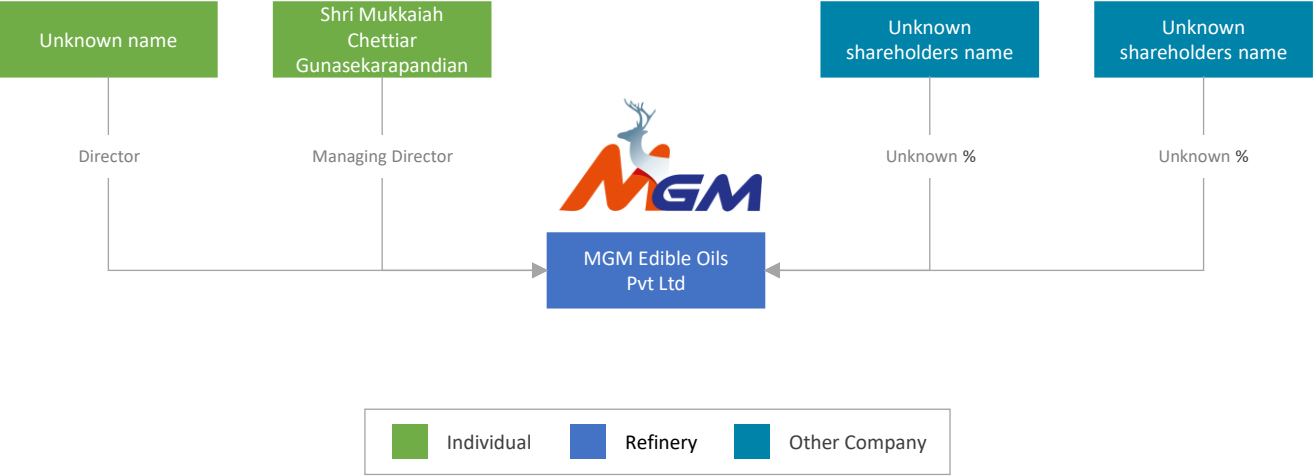 Unknown name
Shri Mukkaiah
Chettiar
Gunasekarapandian
Unknown
shareholders name
Unknown
shareholders name
Director
Managing Director
Unknown %
Unknown %
MGM
MGM Edible Oils
Pvt Ltd
Individual
Refinery
Other Company